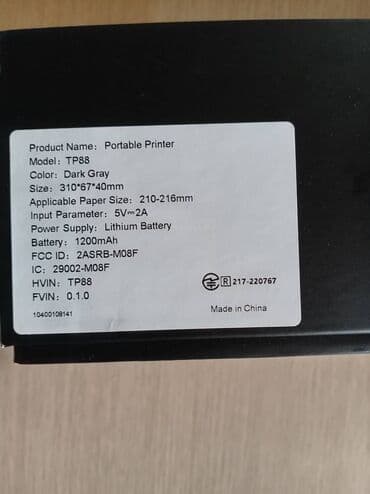 Product Name: Portable Printer
Model: TP88
Color: Dark Gray
Size: 310*67*40mm
Applicable Paper Size: 210-216mm
Input Parameter: 5V⎓2A
Power Supply: Lithium Battery
Battery: 1200mAh
FCC ID: 2ASRB-M08F
IC: 29002-M08F
HVIN: TP88
R 217-220767
FVIN: 0.1.0
Made in China
10400108141